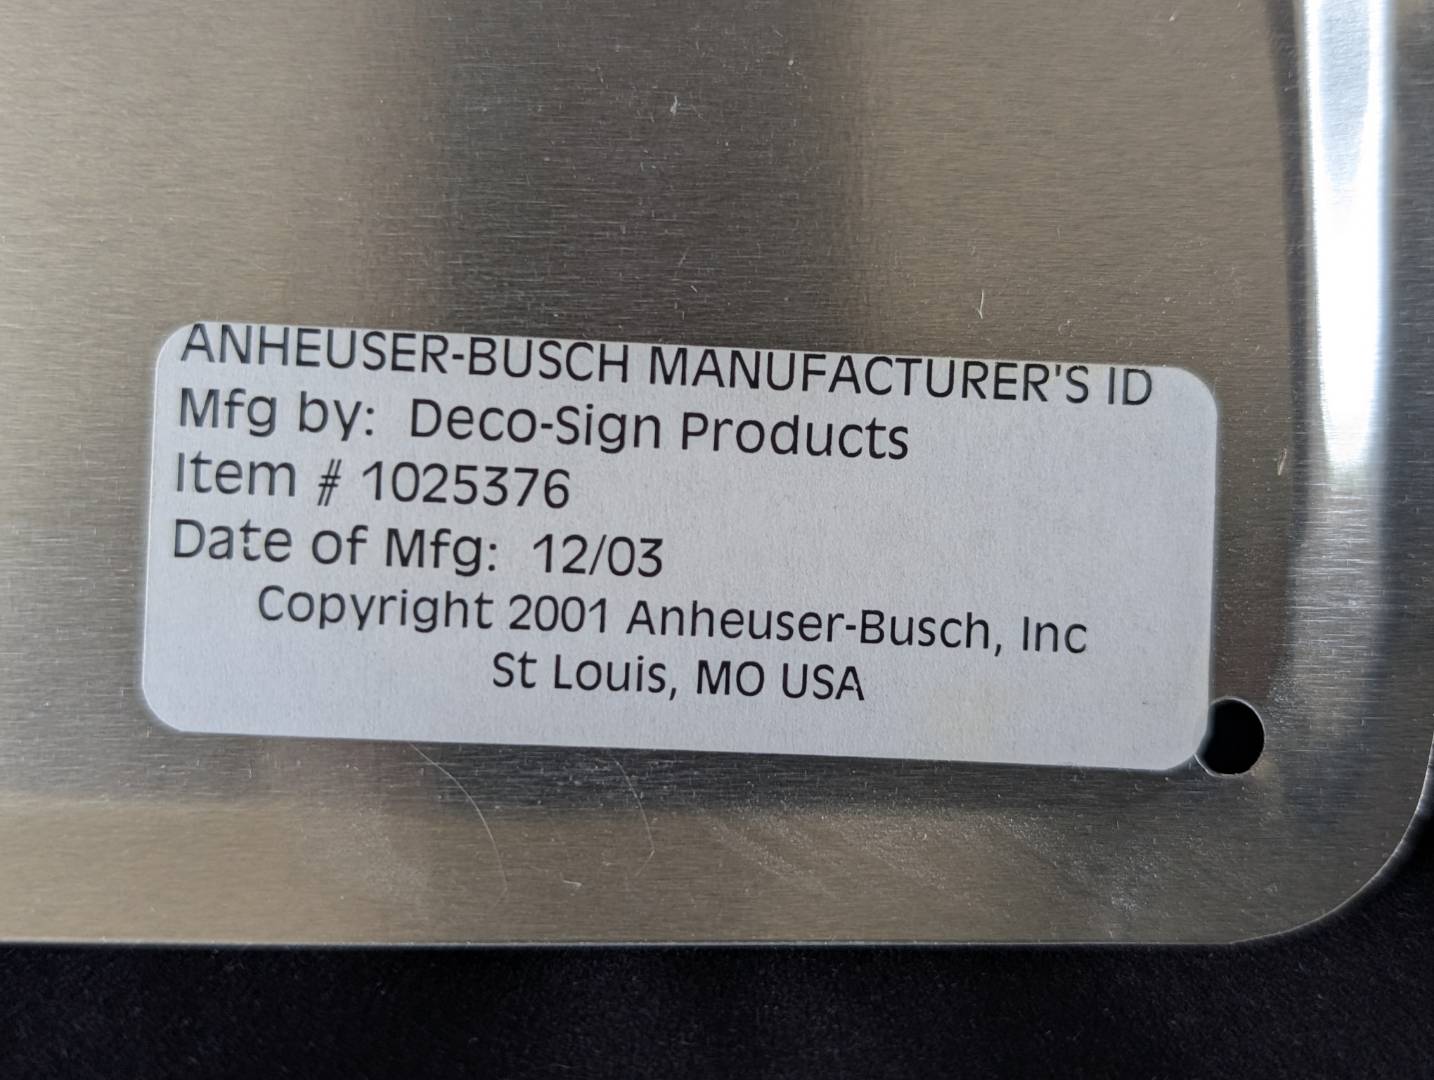 ANHEUSER-BUSCH MANUFACTURER'S ID
Mfg by: Deco-Sign Products
Item # 1025376
Date of Mfg: 12/03
Copyright 2001 Anheuser-Busch, Inc
St Louis, MO USA